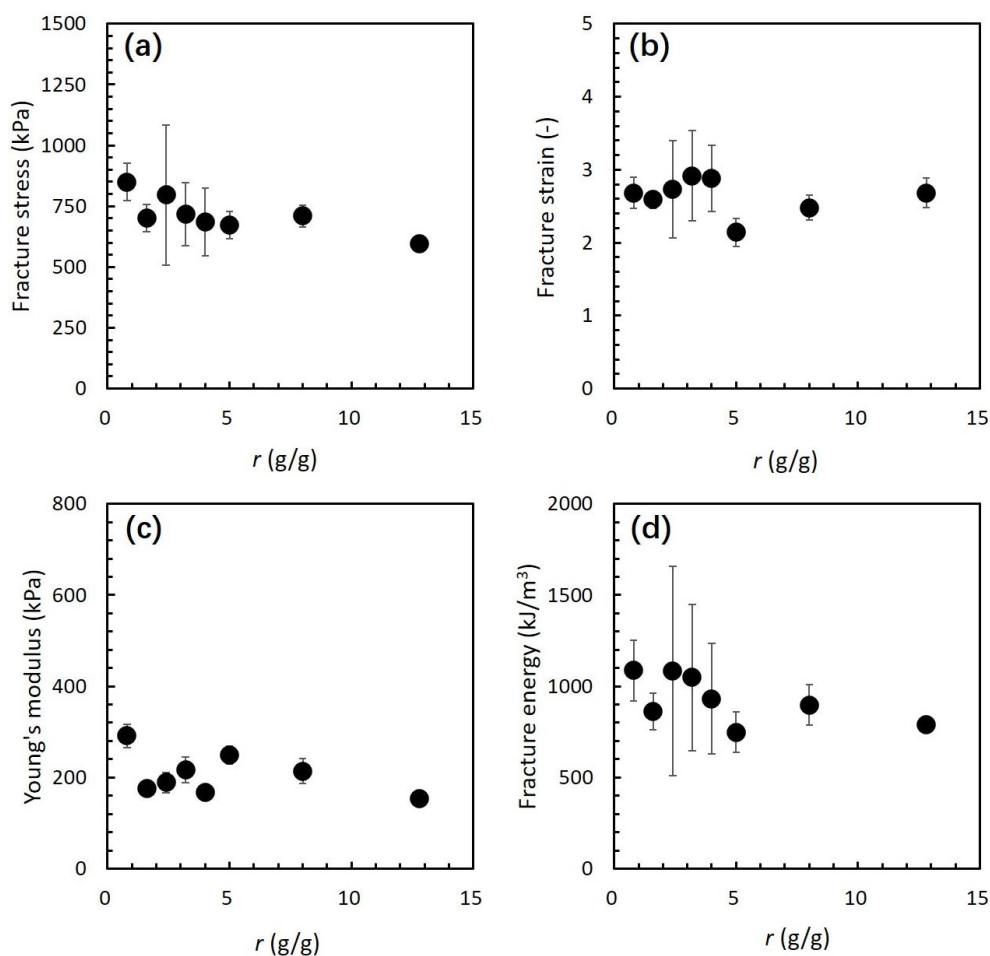 (a)
Fracture stress (kPa)
1500
1250
1000
750
500
250
0
0 5 10 15
r (g/g)
(b)
Fracture strain (-)
5
4
3
2
1
0
0 5 10 15
r (g/g)
(c)
Young's modulus (kPa)
800
600
400
200
0
0 5 10 15
r (g/g)
(d)
Fracture energy (kJ/m³)
2000
1500
1000
500
0
0 5 10 15
r (g/g)